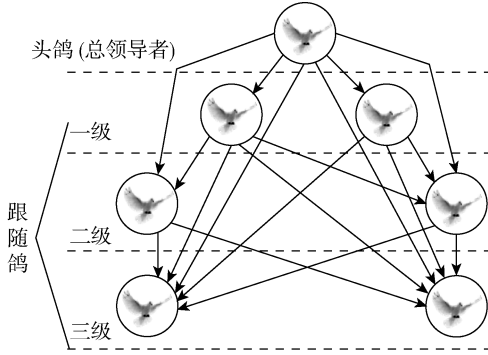 头鸽(总领导者)
一级
跟随鸽
二级
三级